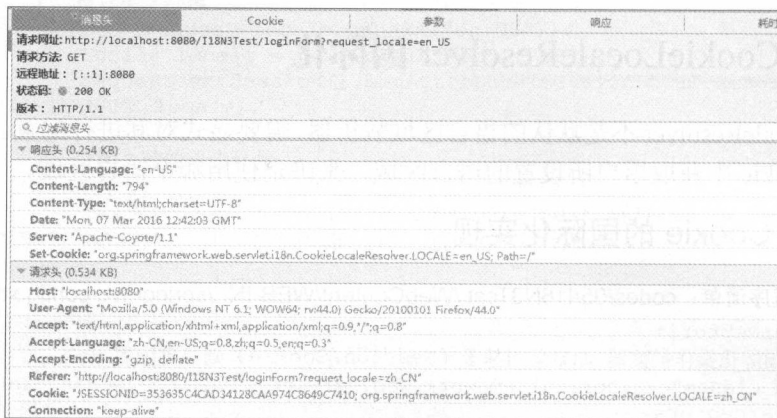 消息头 Cookie 参数 响应 耗时
请求网址:http://localhost:8080/I18N3Test/loginForm?request_locale=en_US
请求方法: GET
远程地址: [::1]:8080
状态码: 200 OK
版本: HTTP/1.1
过滤消息头
响应头 (0.254 KB)
Content-Language: "en-US"
Content-Length: "794"
Content-Type: "text/html;charset=UTF-8"
Date: "Mon, 07 Mar 2016 12:42:03 GMT"
Server: "Apache-Coyote/1.1"
Set-Cookie: "org.springframework.web.servlet.i18n.CookieLocaleResolver.LOCALE=en_US; Path=/"
请求头 (0.534 KB)
Host: "localhost:8080"
User-Agent: "Mozilla/5.0 (Windows NT 6.1; WOW64; rv:44.0) Gecko/20100101 Firefox/44.0"
Accept: "text/html,application/xhtml+xml,application/xml;q=0.9,*/*;q=0.8"
Accept-Language: "zh-CN,en-US;q=0.8,zh;q=0.5,en;q=0.3"
Accept-Encoding: "gzip, deflate"
Referer: "http://localhost:8080/I18N3Test/loginForm?request_locale=zh_CN"
Cookie: "JSESSIONID=353635C4CAD34128CAA974C8649C7410; org.springframework.web.servlet.i18n.CookieLocaleResolver.LOCALE=zh_CN"
Connection: "keep-alive"